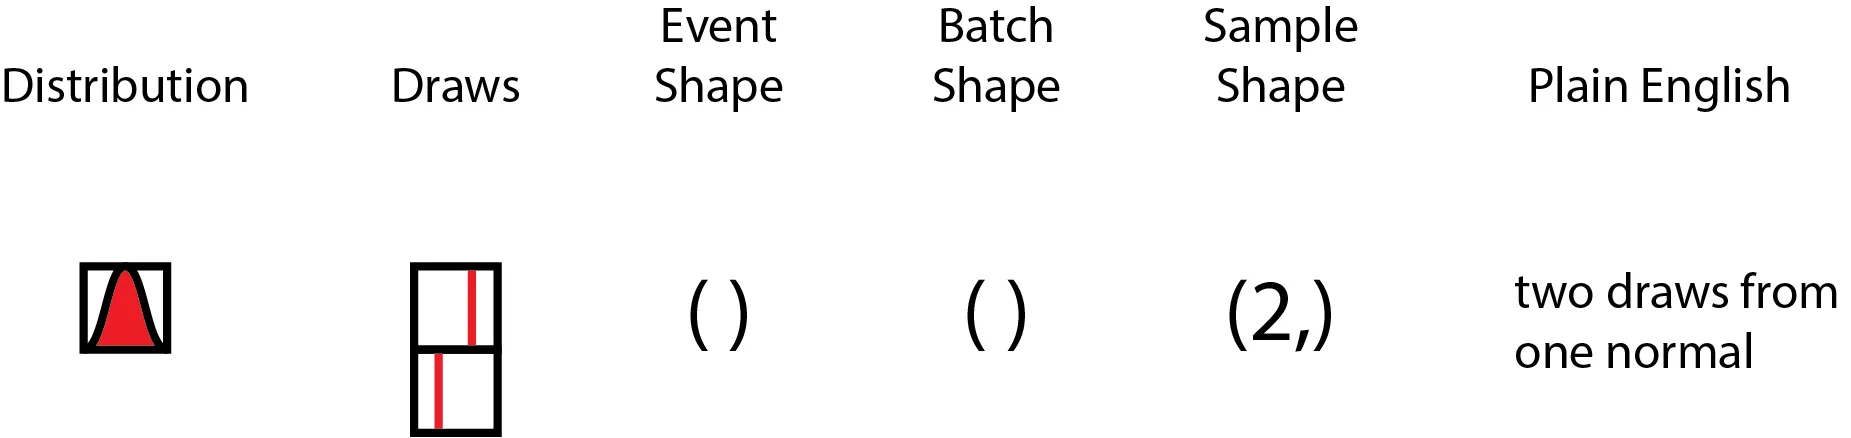 Distribution
Draws
Event
Shape
Batch
Shape
Sample
Shape
Plain English
( )
( )
(2,)
two draws from
one normal